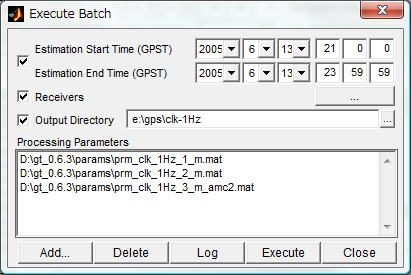 Execute Batch
Estimation Start Time (GPST) 2005 6 13 21 0 0
Estimation End Time (GPST) 2005 6 13 23 59 59
Receivers ...
Output Directory e:\gps\clk-1Hz ...
Processing Parameters
D:\gt_0.6.3\params\prm_clk_1Hz_1_m.mat
D:\gt_0.6.3\params\prm_clk_1Hz_2_m.mat
D:\gt_0.6.3\params\prm_clk_1Hz_3_m_amc2.mat
Add... Delete Log Execute Close